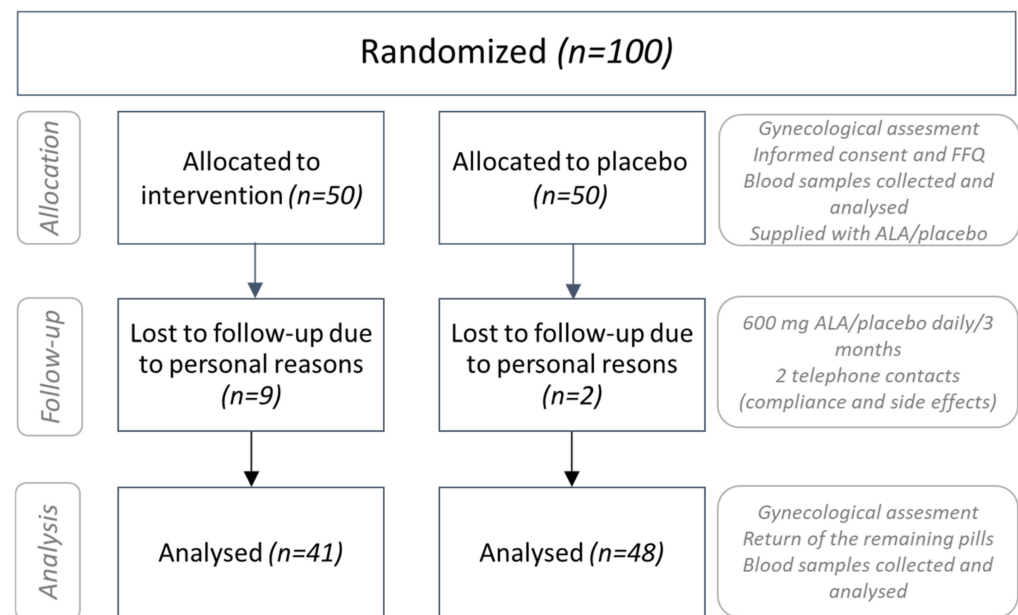 Randomized (n=100)
Allocation
Allocated to
intervention (n=50)
Allocated to placebo
(n=50)
Gynecological assesment
Informed consent and FFQ
Blood samples collected and
analysed
Supplied with ALA/placebo
Follow-up
Lost to follow-up due
to personal reasons
(n=9)
Lost to follow-up due
to personal resons
(n=2)
600 mg ALA/placebo daily/3
months
2 telephone contacts
(compliance and side effects)
Analysis
Analysed (n=41)
Analysed (n=48)
Gynecological assesment
Return of the remaining pills
Blood samples collected and
analysed